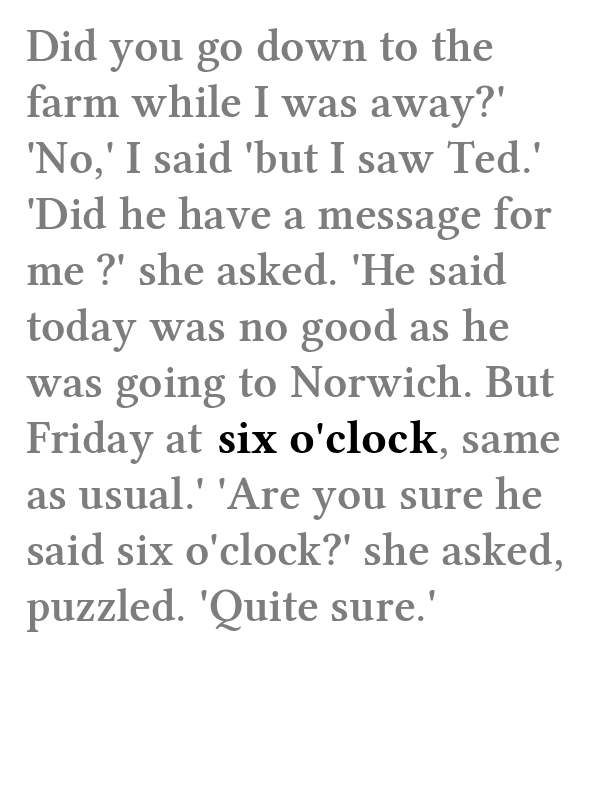 Did you go down to the
farm while I was away?'
'No,' I said 'but I saw Ted.'
'Did he have a message for
me ?' she asked. 'He said
today was no good as he
was going to Norwich. But
Friday at six o'clock, same
as usual.' 'Are you sure he
said six o'clock?' she asked,
puzzled. 'Quite sure.'